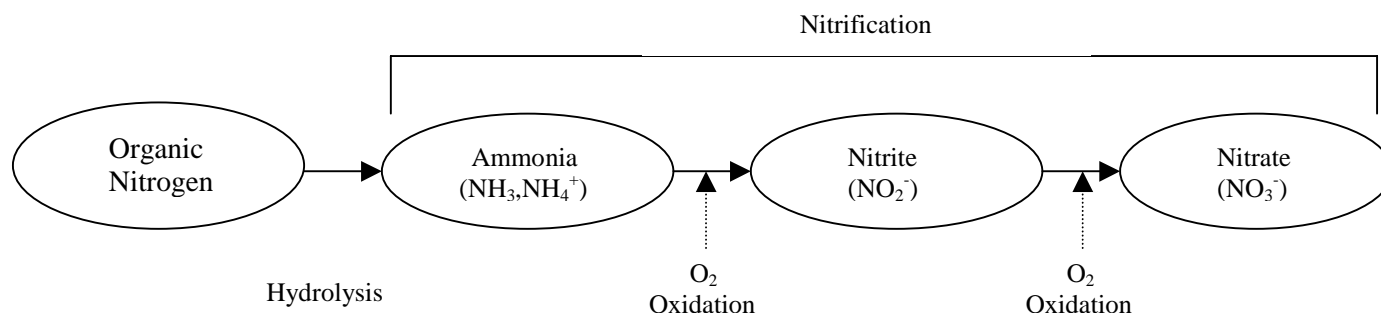 Nitrification
Organic
Nitrogen
Ammonia
(NH₃,NH₄⁺)
Nitrite
(NO₂⁻)
Nitrate
(NO₃⁻)
Hydrolysis
O₂
Oxidation
O₂
Oxidation